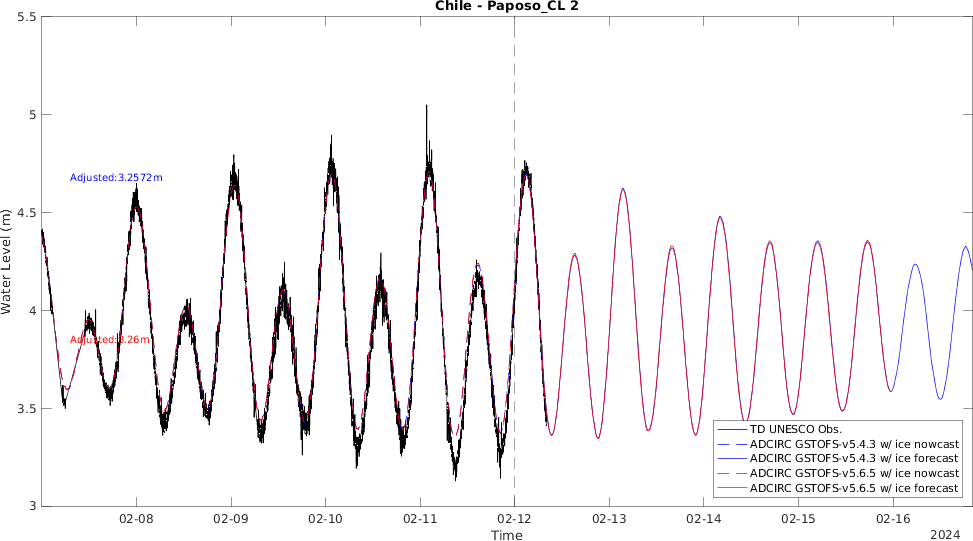 Chile - Paposo_CL 2
5.5
5
4.5
4
3.5
3
Water Level (m)
Adjusted:3.2572m
Adjusted:3.26m
TD UNESCO Obs.
ADCIRC GSTOFS-v5.4.3 w/ ice nowcast
ADCIRC GSTOFS-v5.4.3 w/ ice forecast
ADCIRC GSTOFS-v5.6.5 w/ ice nowcast
ADCIRC GSTOFS-v5.6.5 w/ ice forecast
02-08 02-09 02-10 02-11 02-12 02-13 02-14 02-15 02-16
Time
2024